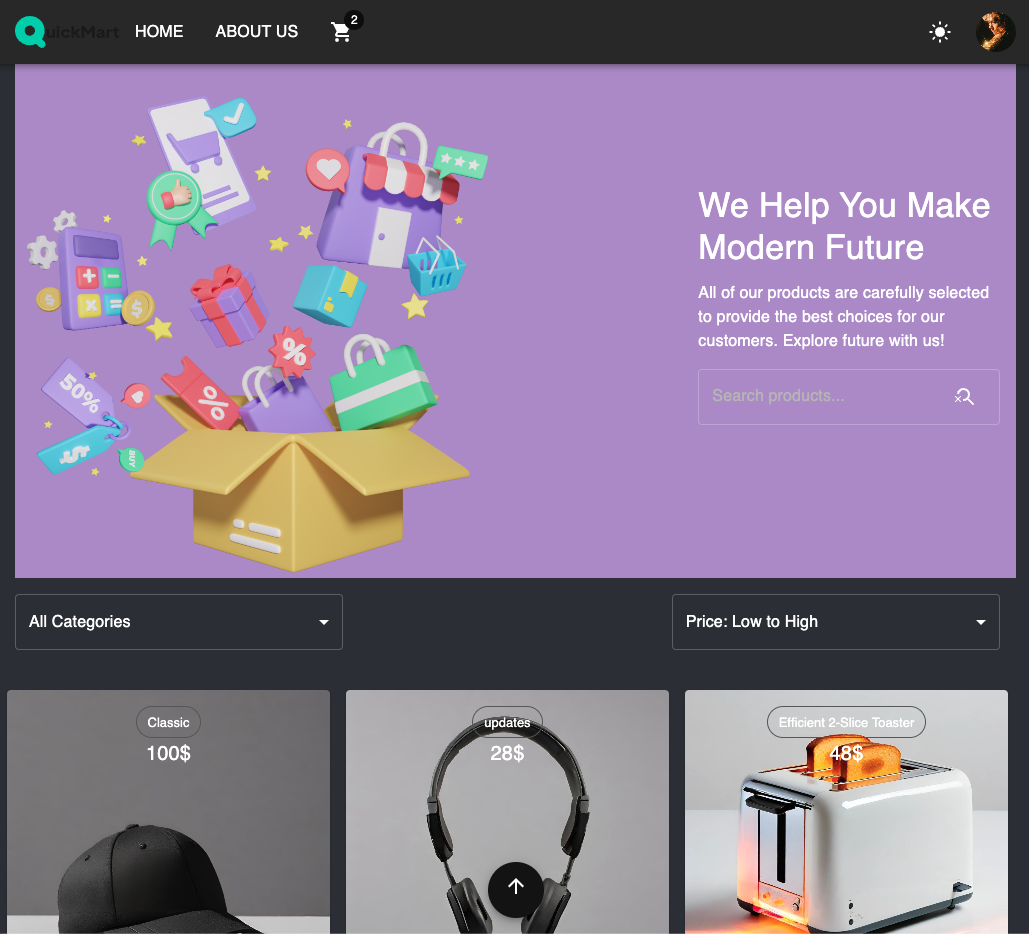 QuickMart HOME ABOUT US 2
We Help You Make
Modern Future
All of our products are carefully selected
to provide the best choices for our
customers. Explore future with us!
Search products...
%
50%
%
$
$
$
BUY
All Categories
Price: Low to High
Classic
100$
updates
28$
Efficient 2-Slice Toaster
48$